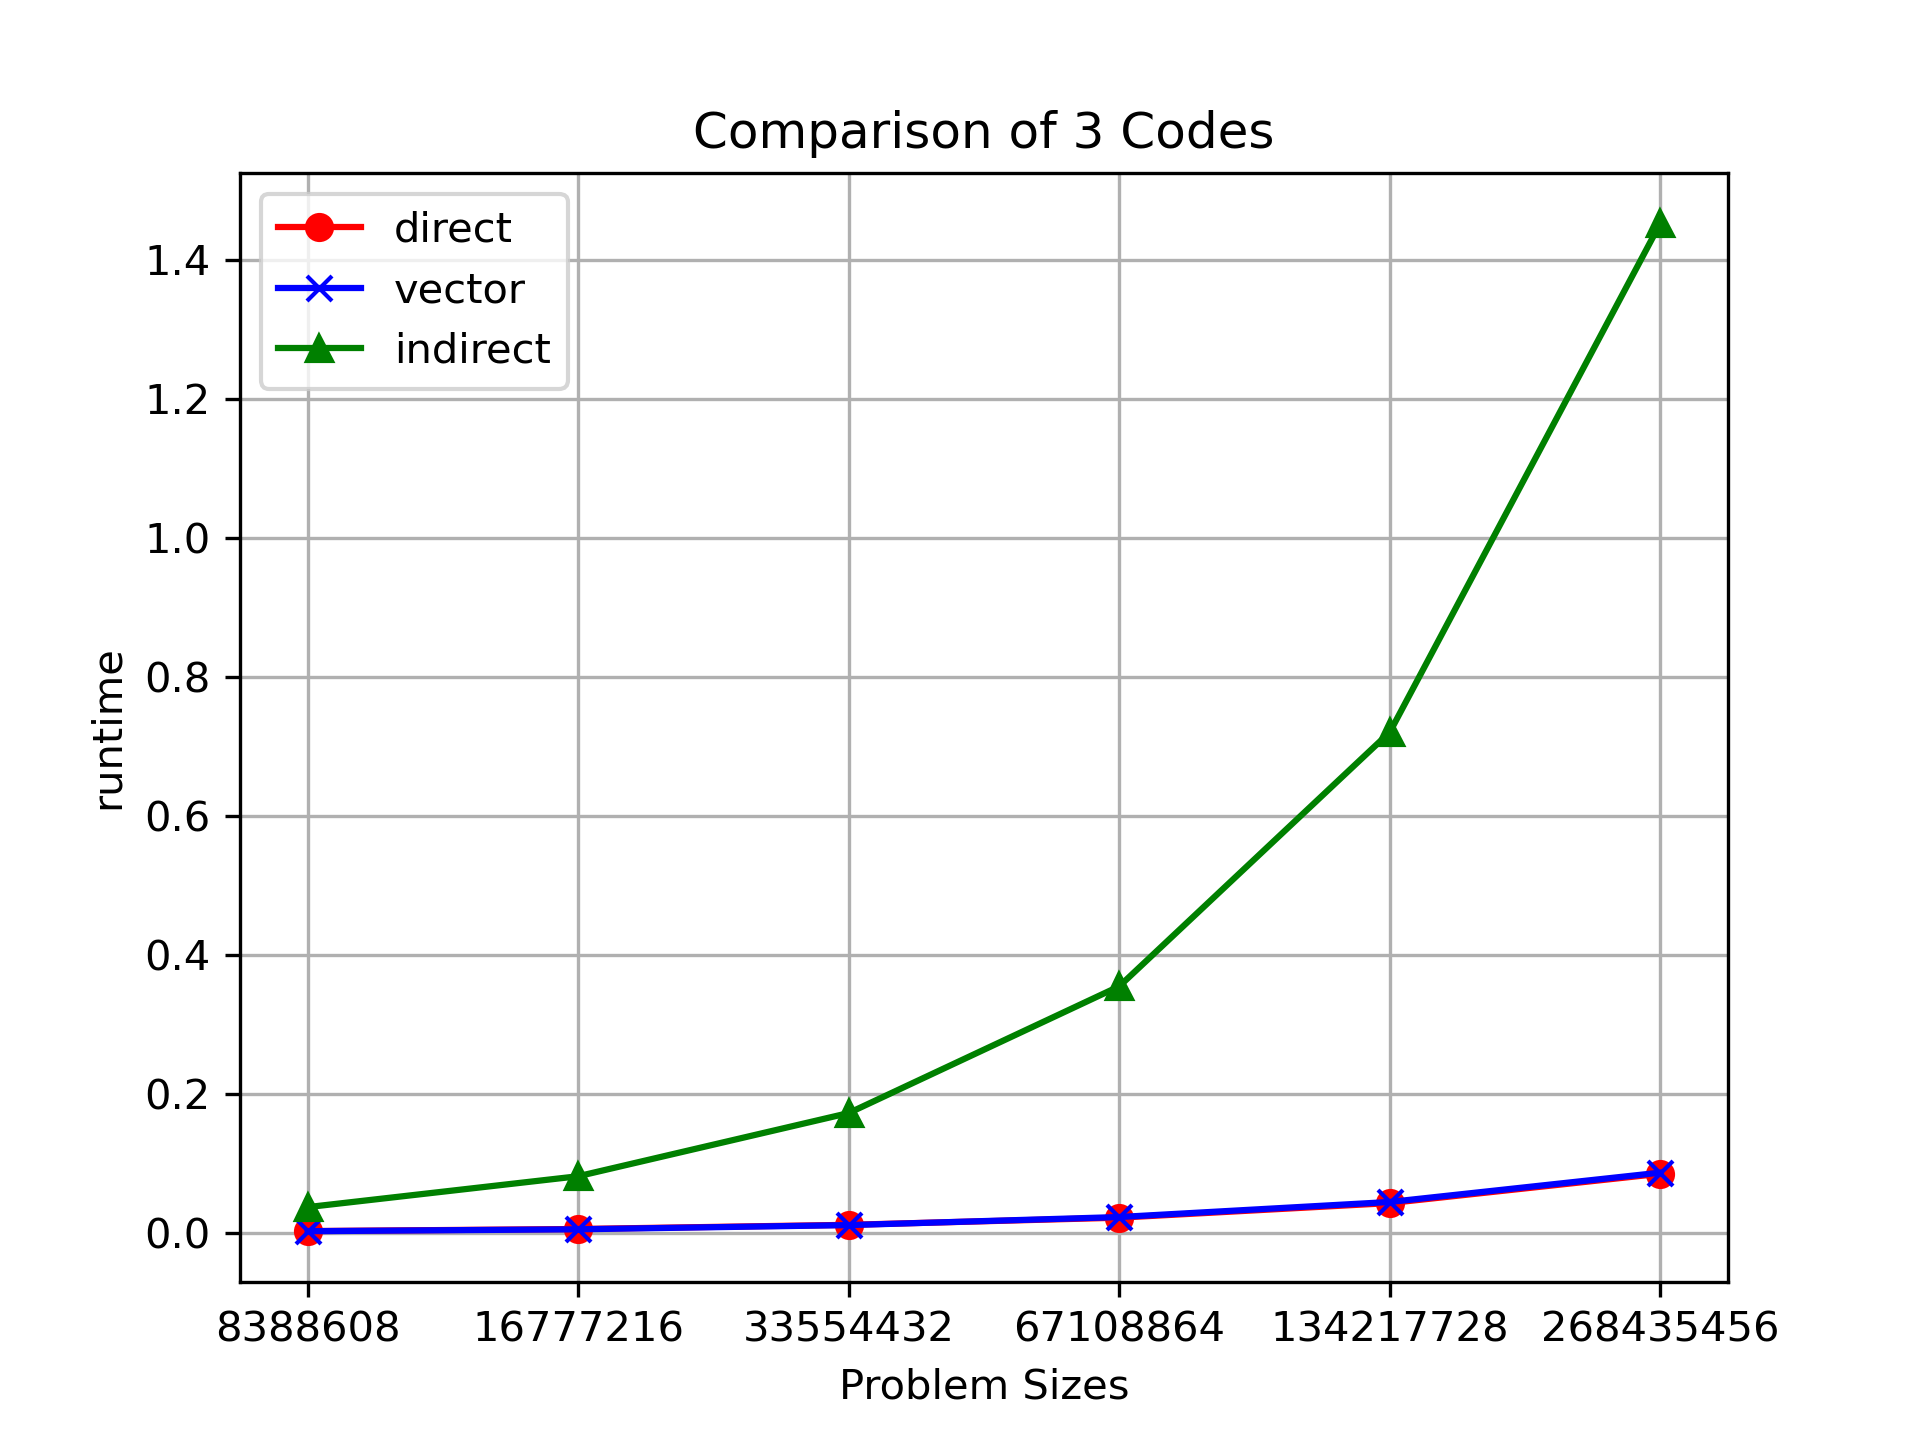 Comparison of 3 Codes
direct
vector
indirect
1.4
1.2
1.0
0.8
0.6
0.4
0.2
0.0
runtime
8388608 16777216 33554432 67108864 134217728 268435456
Problem Sizes